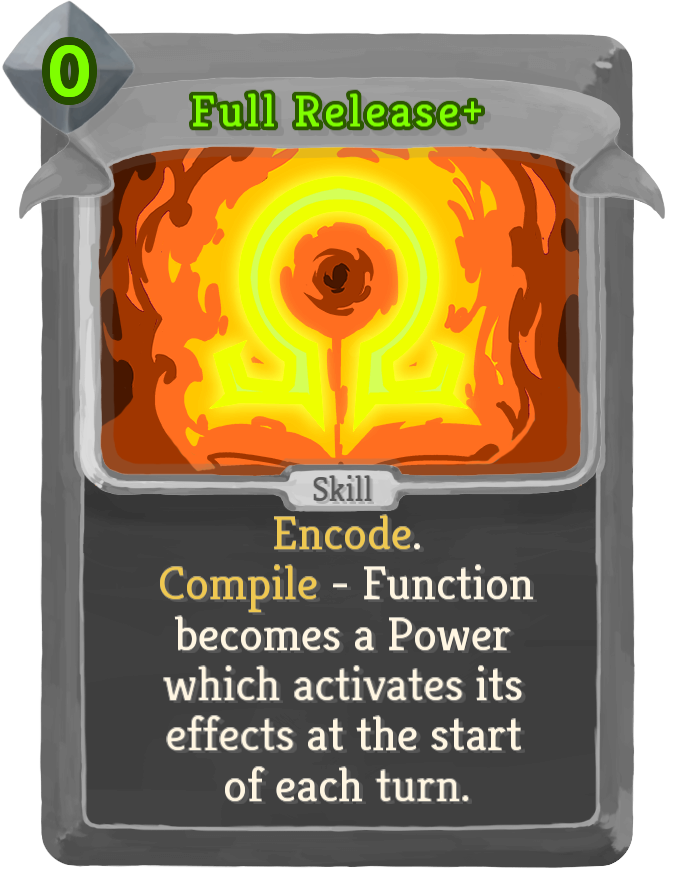 0
Full Release+
Skill
Encode.
Compile - Function
becomes a Power
which activates its
effects at the start
of each turn.